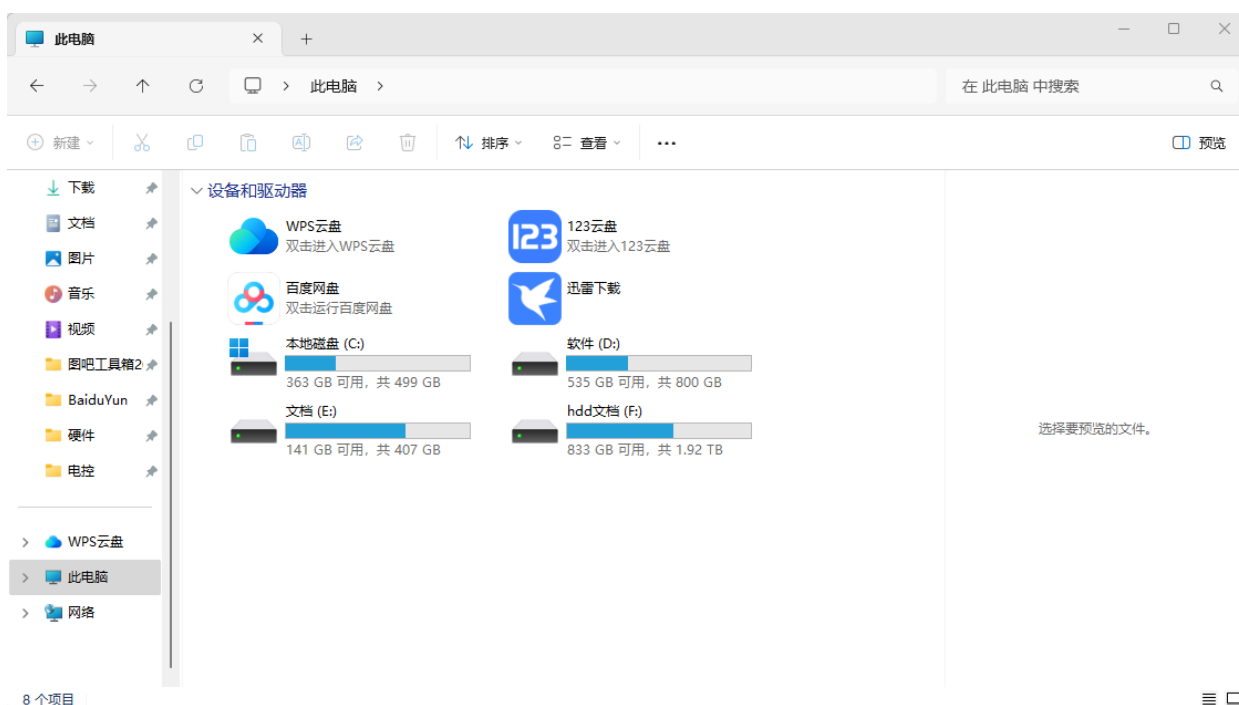 此电脑
此电脑
在 此电脑 中搜索
新建
排序
查看
预览
下载
文档
图片
音乐
视频
图吧工具箱2
BaiduYun
硬件
电控
WPS云盘
此电脑
网络
设备和驱动器
WPS云盘
双击进入WPS云盘
123
123云盘
双击进入123云盘
百度网盘
双击运行百度网盘
迅雷下载
本地磁盘 (C:)
363 GB 可用，共 499 GB
软件 (D:)
535 GB 可用，共 800 GB
文档 (E:)
141 GB 可用，共 407 GB
hdd文档 (F:)
833 GB 可用，共 1.92 TB
选择要预览的文件。
8 个项目